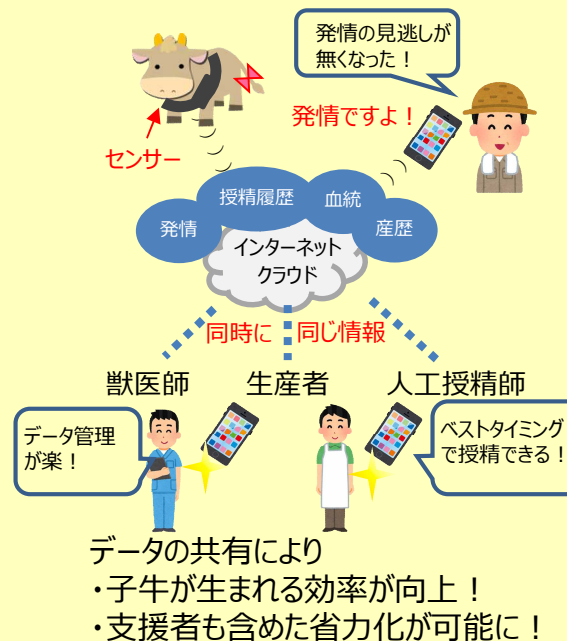 発情の見逃しが
無くなった！
発情ですよ！
センサー
授精履歴
血統
発情
産歴
インターネット
クラウド
同時に
同じ情報
獣医師
生産者
人工授精師
データ管理
が楽！
ベストタイミング
で授精できる！
データの共有により
・子牛が生まれる効率が向上！
・支援者も含めた省力化が可能に！